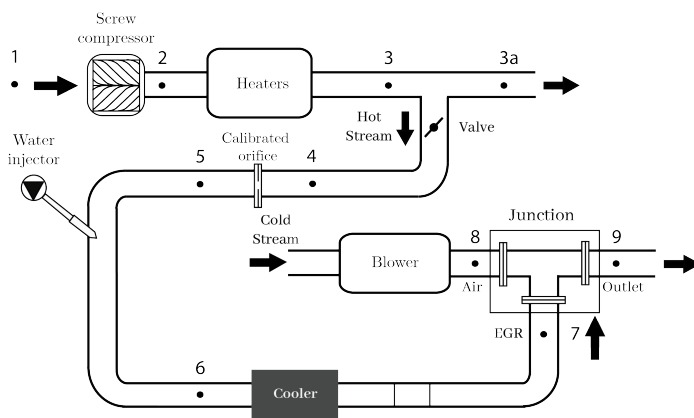 Screw
compressor
1
2
Heaters
3
3a
Hot
Stream
Valve
Water
injector
Calibrated
orifice
5
4
Cold
Stream
Junction
Blower
8
9
Air
Outlet
EGR
7
6
Cooler